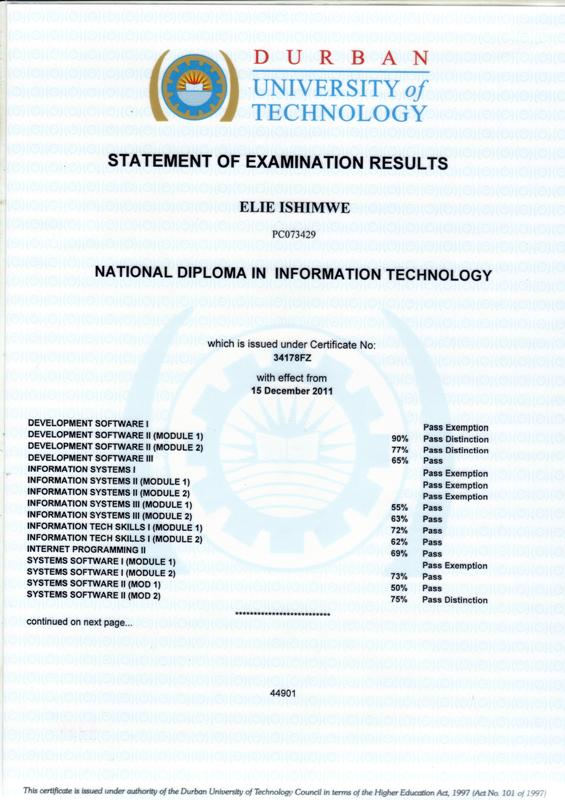 DURBAN
UNIVERSITY of
TECHNOLOGY
STATEMENT OF EXAMINATION RESULTS
ELIE ISHIMWE
PC073429
NATIONAL DIPLOMA IN INFORMATION TECHNOLOGY
which is issued under Certificate No:
34178FZ
with effect from
15 December 2011
DEVELOPMENT SOFTWARE I Pass Exemption
DEVELOPMENT SOFTWARE II (MODULE 1) 90% Pass Distinction
DEVELOPMENT SOFTWARE II (MODULE 2) 77% Pass Distinction
DEVELOPMENT SOFTWARE III 65% Pass
INFORMATION SYSTEMS I Pass Exemption
INFORMATION SYSTEMS II (MODULE 1) Pass Exemption
INFORMATION SYSTEMS II (MODULE 2) Pass Exemption
INFORMATION SYSTEMS III (MODULE 1) 55% Pass
INFORMATION SYSTEMS III (MODULE 2) 63% Pass
INFORMATION TECH SKILLS I (MODULE 1) 72% Pass
INFORMATION TECH SKILLS I (MODULE 2) 62% Pass
INTERNET PROGRAMMING II 69% Pass
SYSTEMS SOFTWARE I (MODULE 1) Pass Exemption
SYSTEMS SOFTWARE I (MODULE 2) 73% Pass
SYSTEMS SOFTWARE II (MOD 1) 50% Pass
SYSTEMS SOFTWARE II (MOD 2) 75% Pass Distinction
**************************
continued on next page...
44901
This certificate is issued under authority of the Durban University of Technology Council in terms of the Higher Education Act, 1997 (Act No. 101 of 1997)